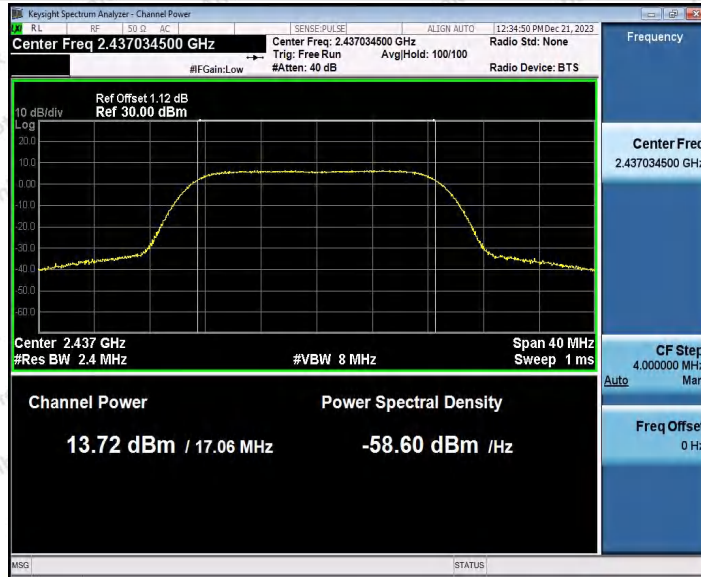 Keysight Spectrum Analyzer - Channel Power
RL RF 50 Ω AC SENSE:PULSE ALIGN AUTO 12:34:50 PM Dec 21, 2023
Center Freq 2.437034500 GHz
Center Freq: 2.437034500 GHz Radio Std: None
Trig: Free Run Avg|Hold: 100/100
#IFGain:Low #Atten: 40 dB Radio Device: BTS
Ref Offset 1.12 dB
10 dB/div Ref 30.00 dBm
Log
20.0
10.0
0.00
-10.0
-20.0
-30.0
-40.0
-50.0
-60.0
Center 2.437 GHz Span 40 MHz
#Res BW 2.4 MHz #VBW 8 MHz Sweep 1 ms
Channel Power Power Spectral Density
13.72 dBm / 17.06 MHz -58.60 dBm /Hz
MSG STATUS
Frequency
Center Freq
2.437034500 GHz
CF Step
4.000000 MHz
Auto Man
Freq Offset
0 Hz